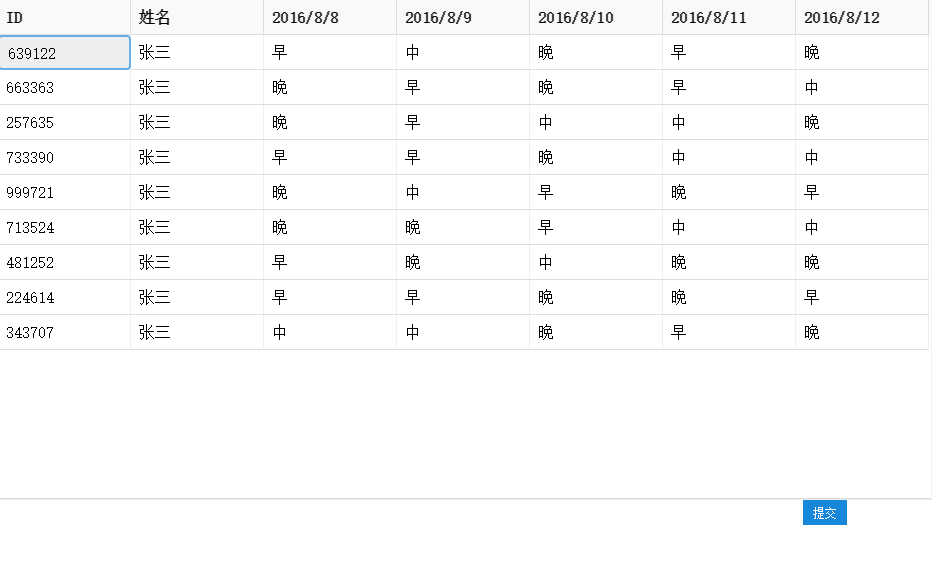 ID 姓名 2016/8/8 2016/8/9 2016/8/10 2016/8/11 2016/8/12
639122 张三 早 中 晚 早 晚
663363 张三 晚 早 晚 早 中
257635 张三 晚 早 中 中 晚
733390 张三 早 早 晚 中 中
999721 张三 晚 中 早 晚 早
713524 张三 晚 晚 早 中 中
481252 张三 早 晚 中 晚 晚
224614 张三 早 早 晚 晚 早
343707 张三 中 中 晚 早 晚
提交